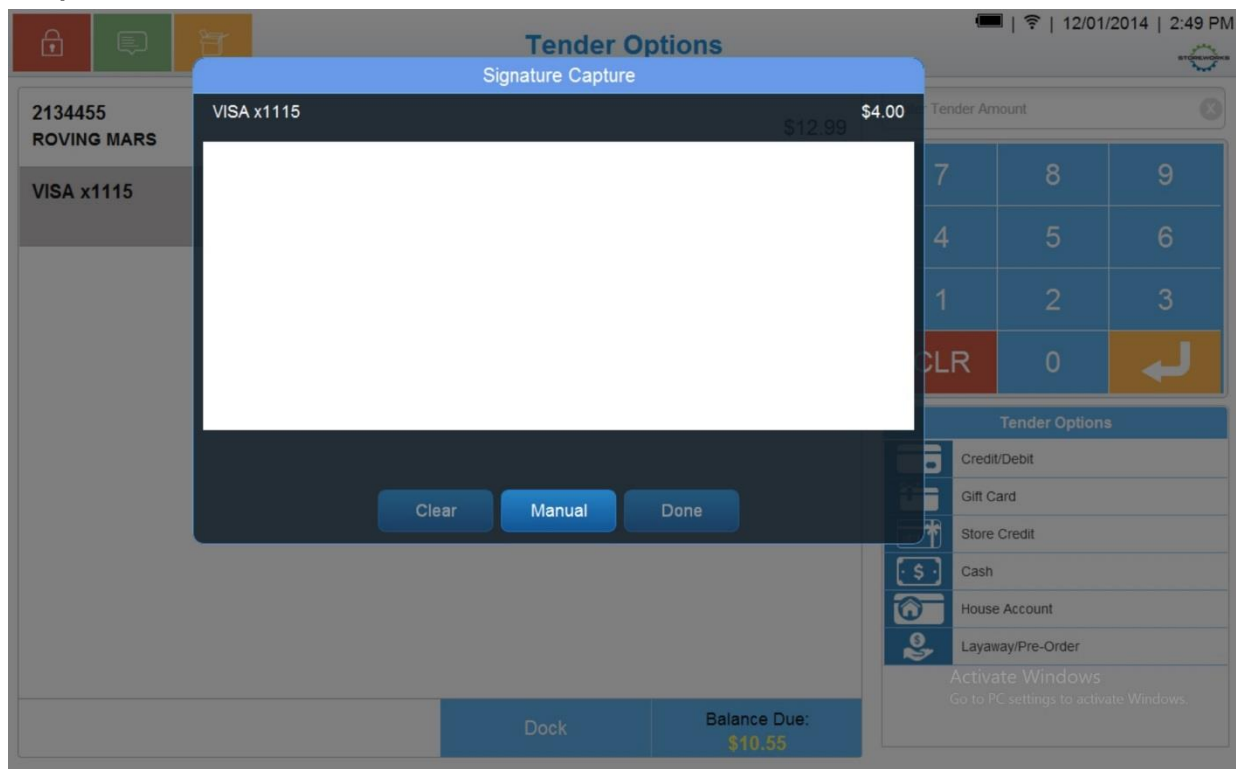 Tender Options
| | 12/01/2014 | 2:49 PM
STOREWORKS
Signature Capture
VISA x1115 $4.00
2134455
ROVING MARS
$12.99
VISA x1115
Tender Amount
7 8 9
4 5 6
1 2 3
CLR 0
Tender Options
Credit/Debit
Gift Card
Store Credit
Cash
House Account
Layaway/Pre-Order
Activate Windows
Go to PC settings to activate Windows.
Clear Manual Done
Dock
Balance Due:
$10.55